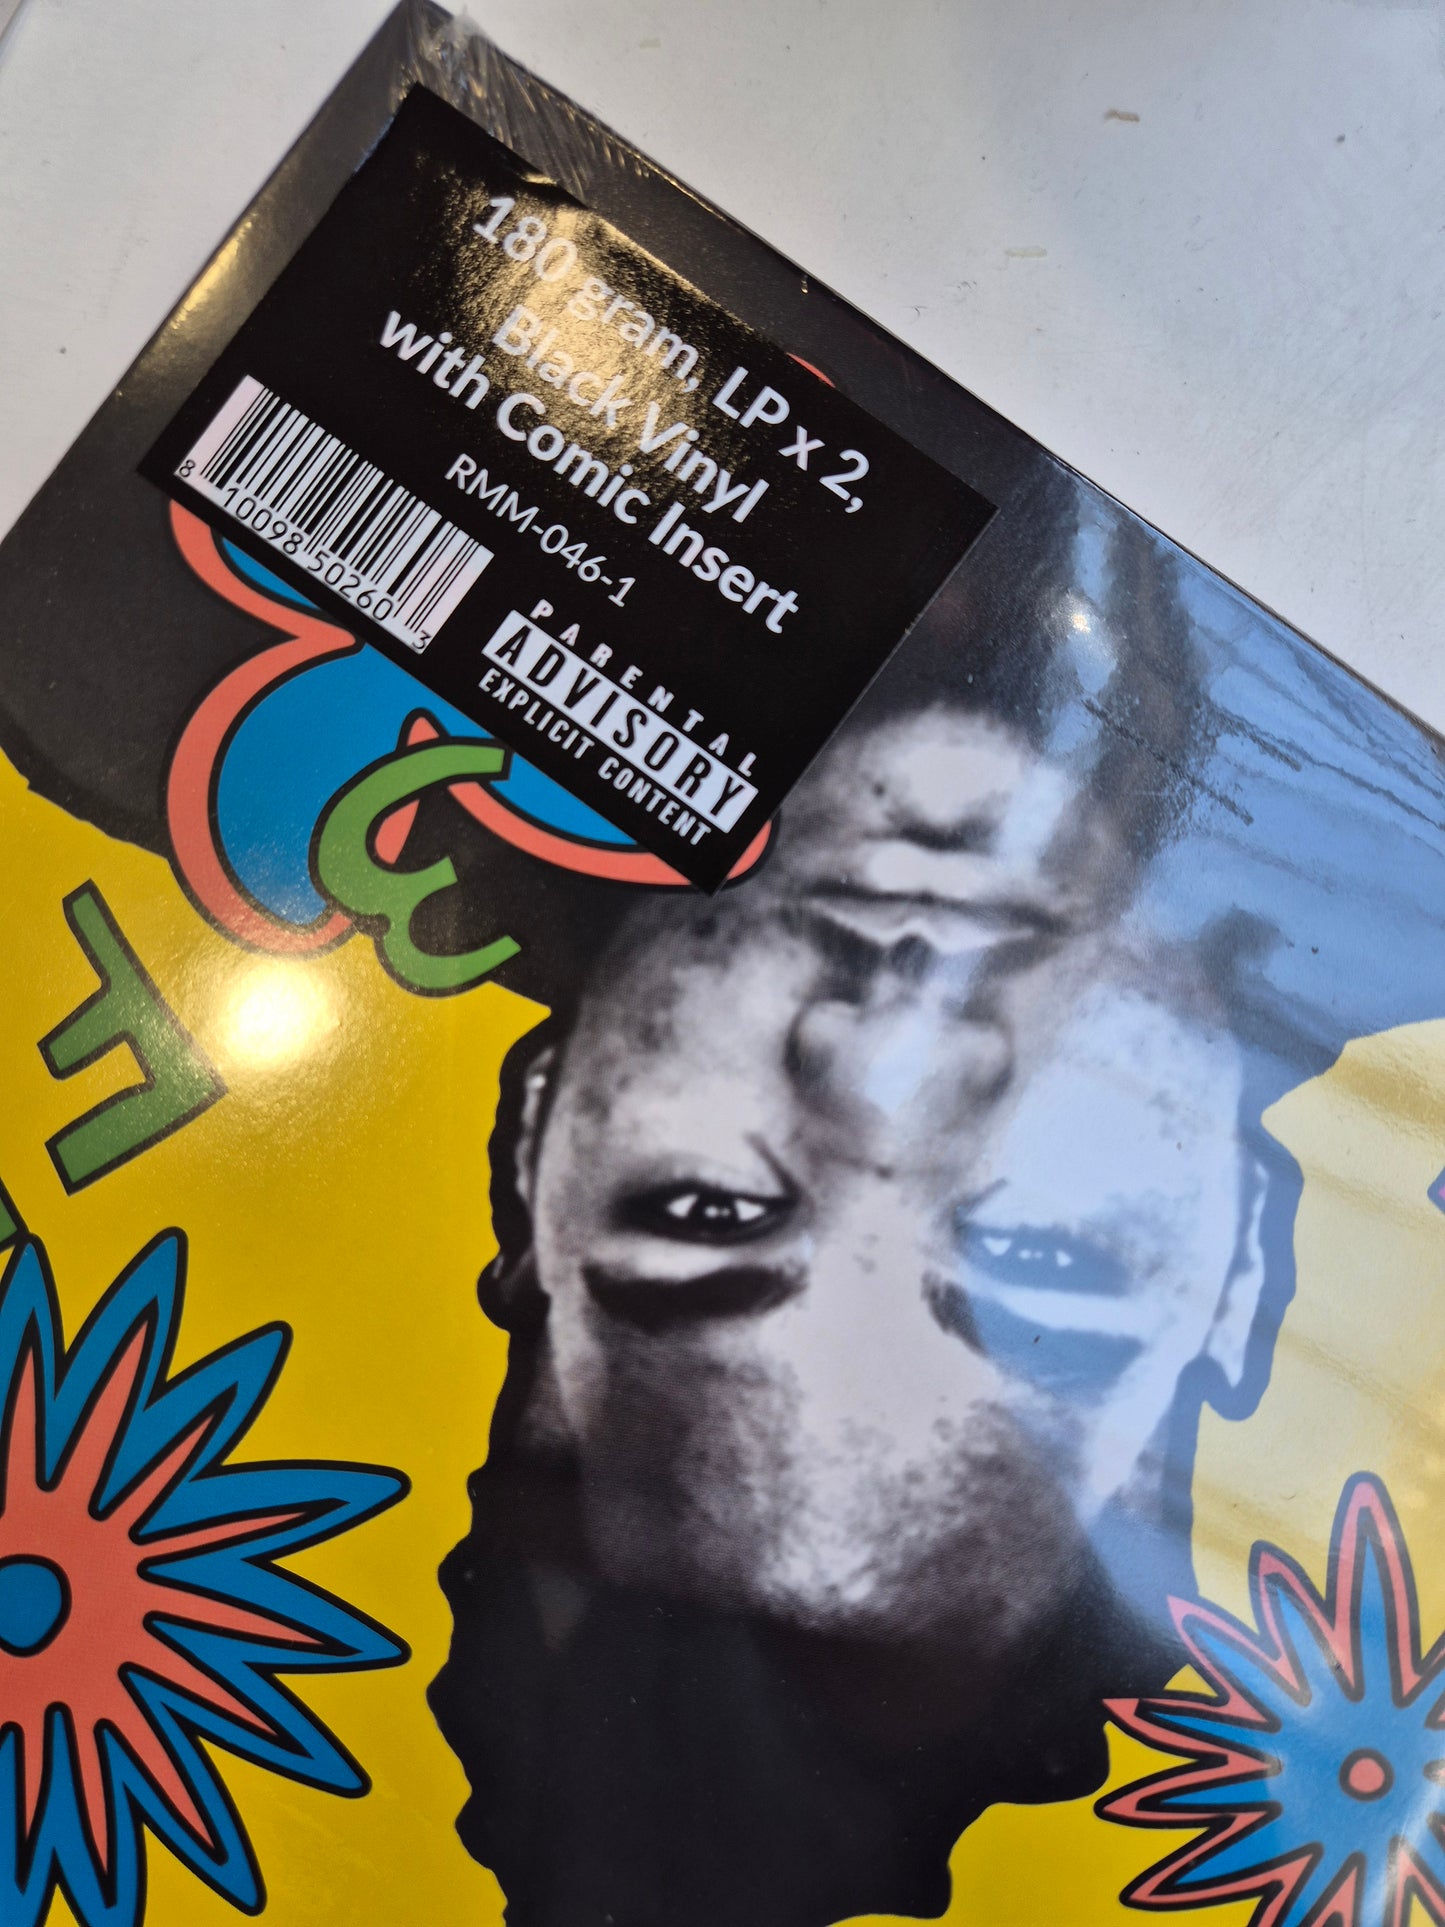 180 gram, LP x 2,
Black Vinyl
with Comic Insert
RMM-046-1
8 10098 50260 3
PARENTAL
ADVISORY
EXPLICIT CONTENT